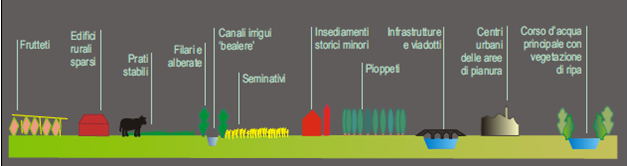 Frutteti
Edifici
rurali
sparsi
Prati
stabili
Filari e
alberate
Canali irrigui
'bealere'
Seminativi
Insediamenti
storici minori
Pioppeti
Infrastrutture
e viadotti
Centri
urbani
delle aree
di pianura
Corso d'acqua
principale con
vegetazione
di ripa